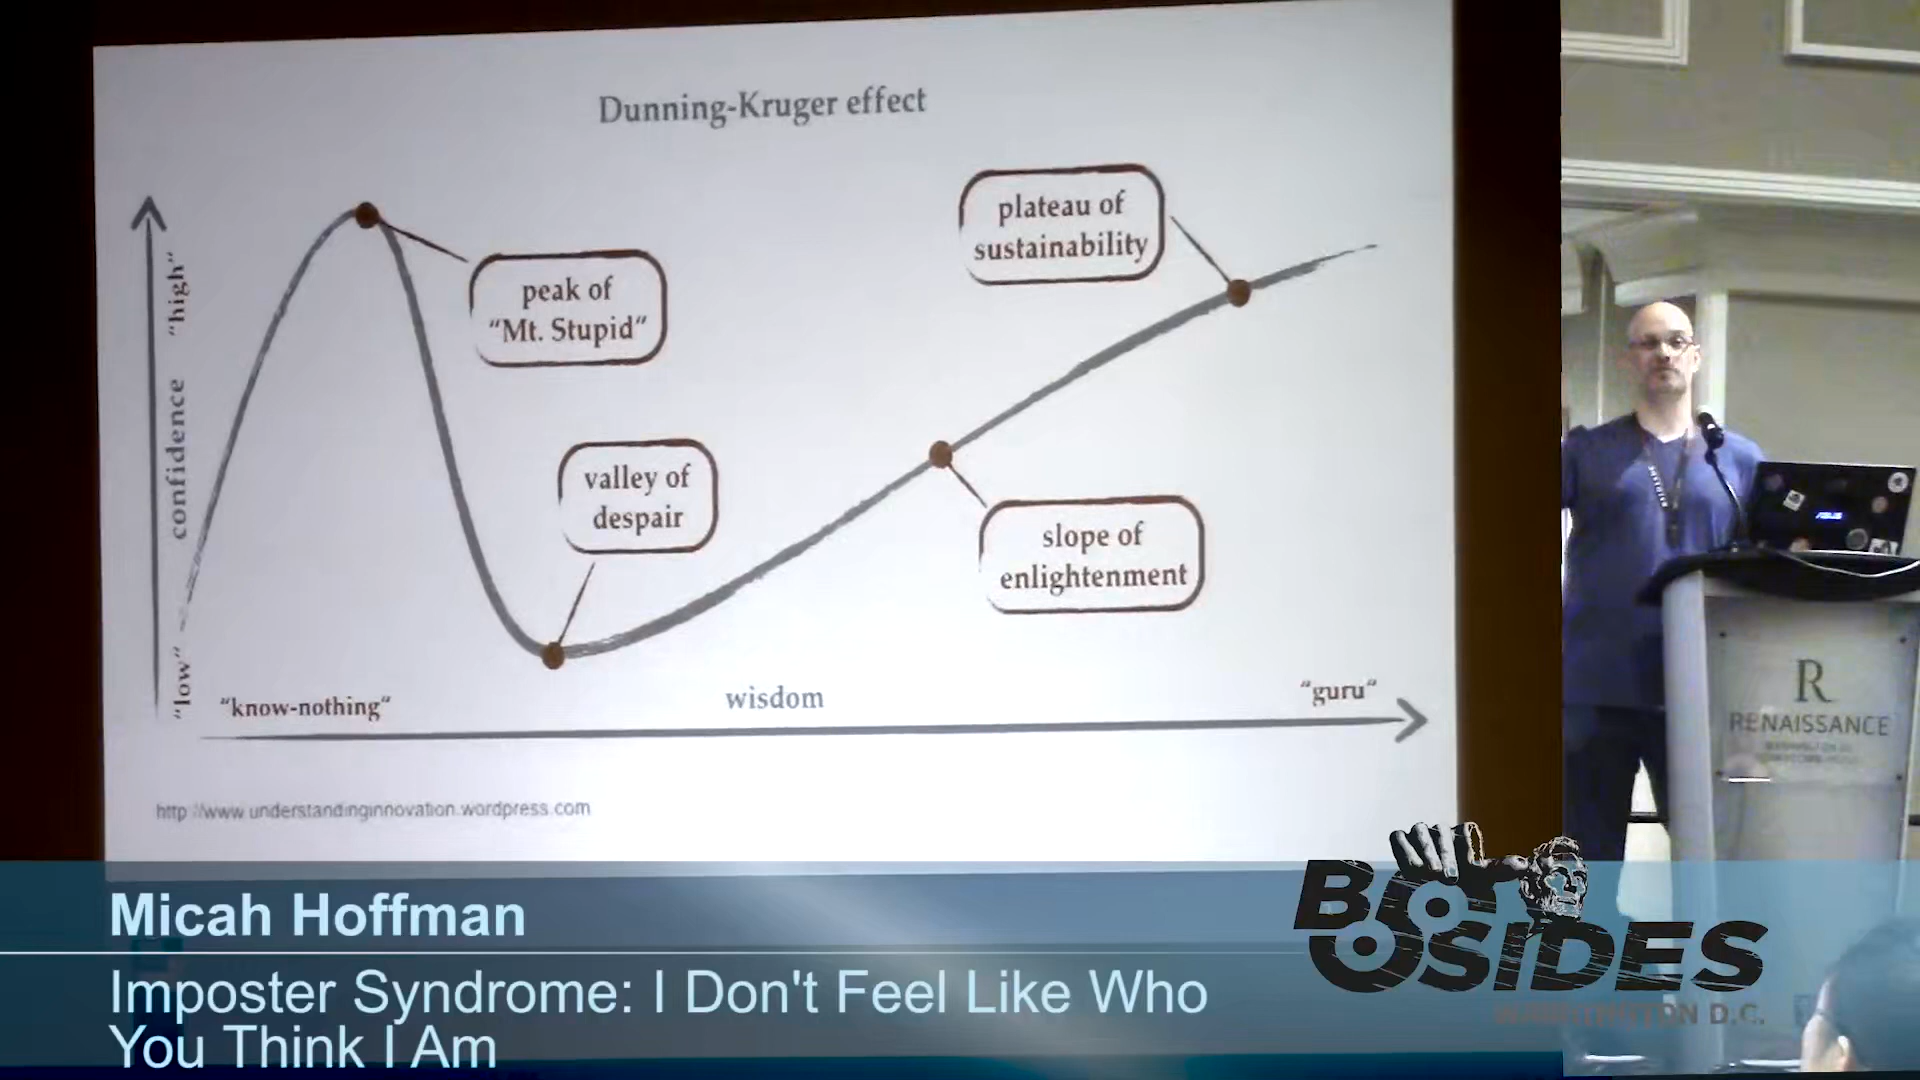 Dunning-Kruger effect
"high"
confidence
"low"
peak of
"Mt. Stupid"
valley of
despair
plateau of
sustainability
slope of
enlightenment
"know-nothing"
wisdom
"guru"
http://www.understandinginnovation.wordpress.com
ASUS
R
RENAISSANCE
Micah Hoffman
Imposter Syndrome: I Don't Feel Like Who
You Think I Am
BSIDES
WASHINGTON D.C.